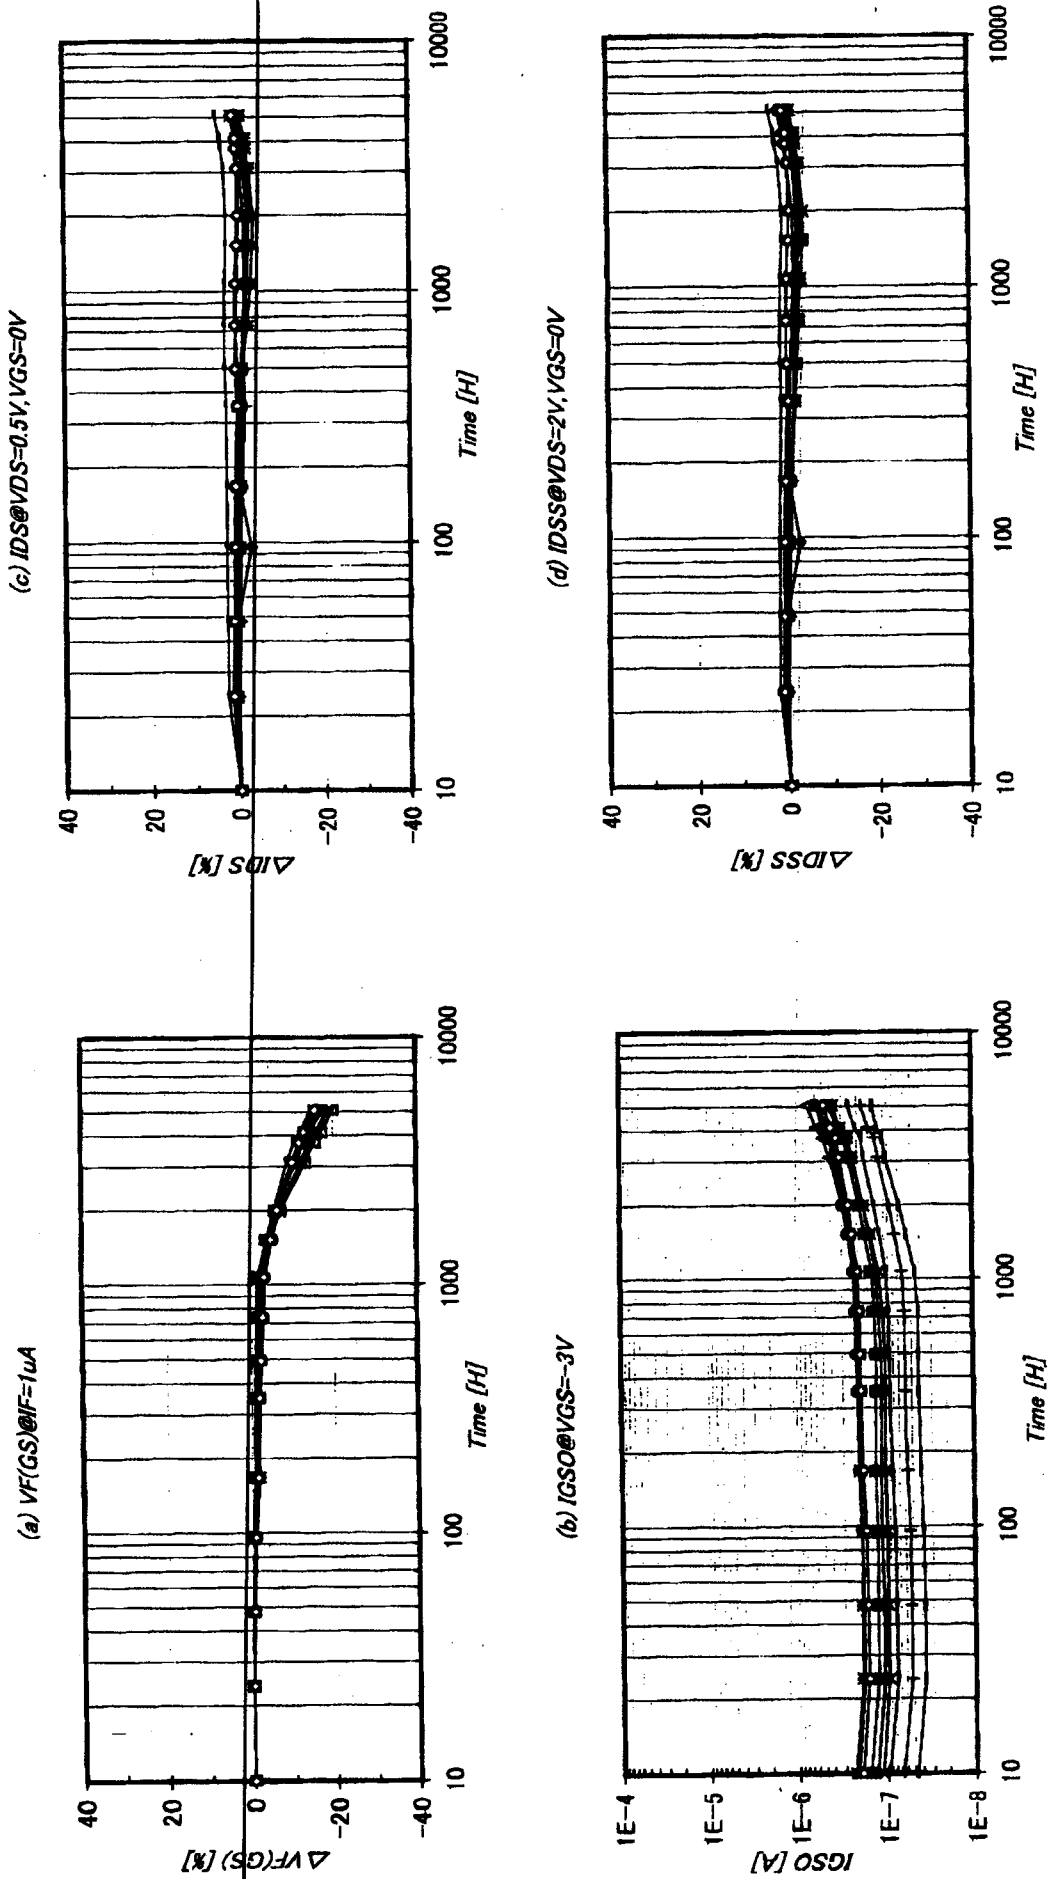 (a) VF(GS)@IF=1uA
40
20
0
-20
-40
△VF(GS) [%]
10
100
1000
10000
Time [H]
(b) IGSO@VGS=-3V
1E-4
1E-5
1E-6
1E-7
1E-8
IGSO [A]
10
100
1000
10000
Time [H]
(c) IDS@VDS=0.5V,VGS=0V
40
20
0
-20
-40
△IDS [%]
10
100
1000
10000
Time [H]
(d) IDSS@VDS=2V,VGS=0V
40
20
0
-20
-40
△IDSS [%]
10
100
1000
10000
Time [H]